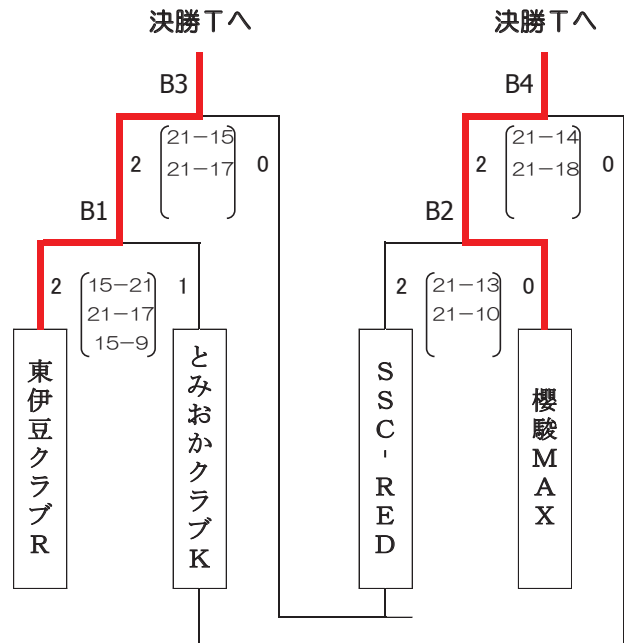 決勝Tへ
決勝Tへ
B3
B4
2
21-15
21-17
0
2
21-14
21-18
0
B1
B2
2
15-21
21-17
15-9
1
2
21-13
21-10
0
東伊豆クラブR
とみおかクラブK
SSC-RED
櫻駿MAX